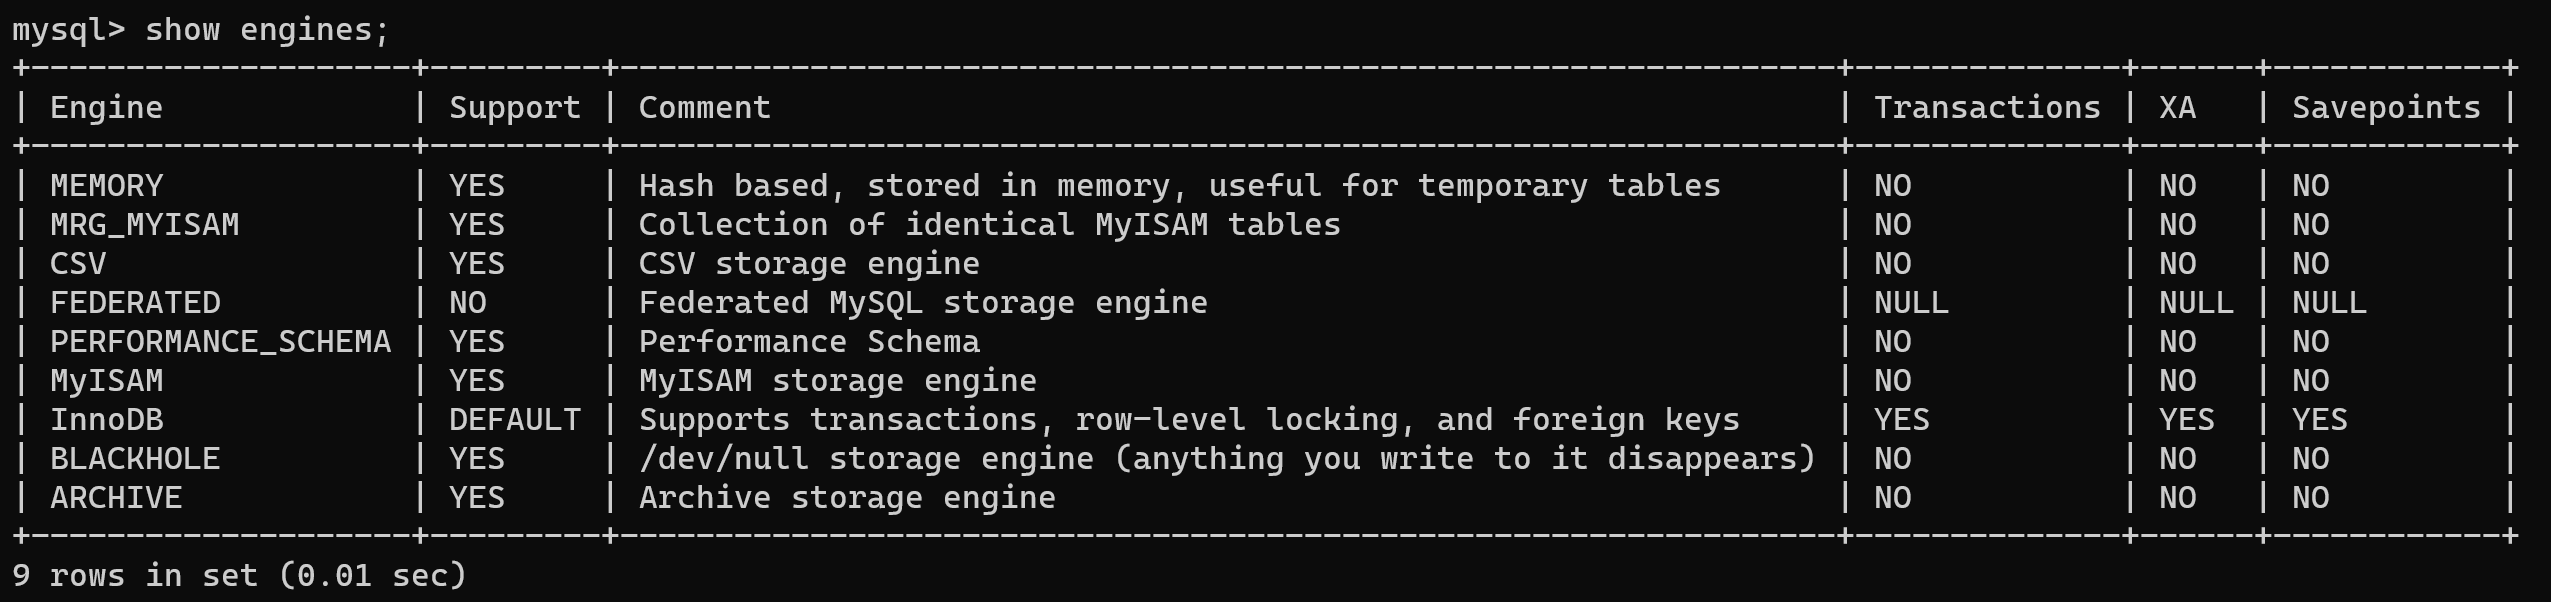 mysql> show engines;
+--------------------+---------+----------------------------------------------------------------+--------------+------+------------+
| Engine             | Support | Comment                                                        | Transactions | XA   | Savepoints |
+--------------------+---------+----------------------------------------------------------------+--------------+------+------------+
| MEMORY             | YES     | Hash based, stored in memory, useful for temporary tables      | NO           | NO   | NO         |
| MRG_MYISAM         | YES     | Collection of identical MyISAM tables                          | NO           | NO   | NO         |
| CSV                | YES     | CSV storage engine                                             | NO           | NO   | NO         |
| FEDERATED          | NO      | Federated MySQL storage engine                                 | NULL         | NULL | NULL       |
| PERFORMANCE_SCHEMA | YES     | Performance Schema                                             | NO           | NO   | NO         |
| MyISAM             | YES     | MyISAM storage engine                                          | NO           | NO   | NO         |
| InnoDB             | DEFAULT | Supports transactions, row-level locking, and foreign keys     | YES          | YES  | YES        |
| BLACKHOLE          | YES     | /dev/null storage engine (anything you write to it disappears) | NO           | NO   | NO         |
| ARCHIVE            | YES     | Archive storage engine                                         | NO           | NO   | NO         |
+--------------------+---------+----------------------------------------------------------------+--------------+------+------------+
9 rows in set (0.01 sec)